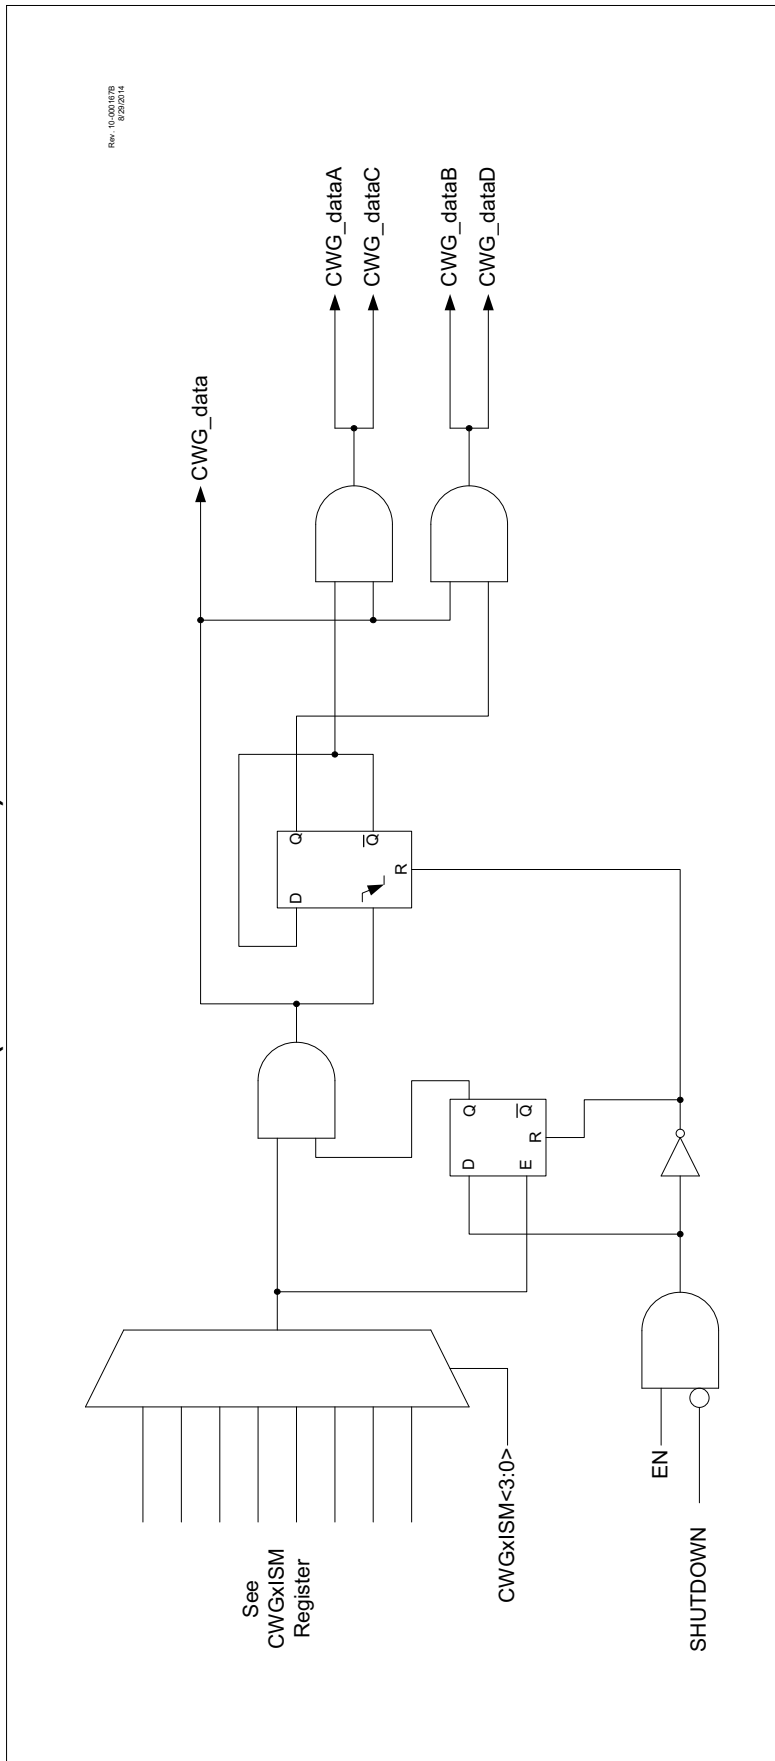 Rev. 10-000167B
8/29/2014
CWG_data
CWG_dataA
CWG_dataC
CWG_dataB
CWG_dataD
D
Q
Q
R
D
Q
E
Q
R
See
CWGxISM
Register
CWGxISM<3:0>
EN
SHUTDOWN